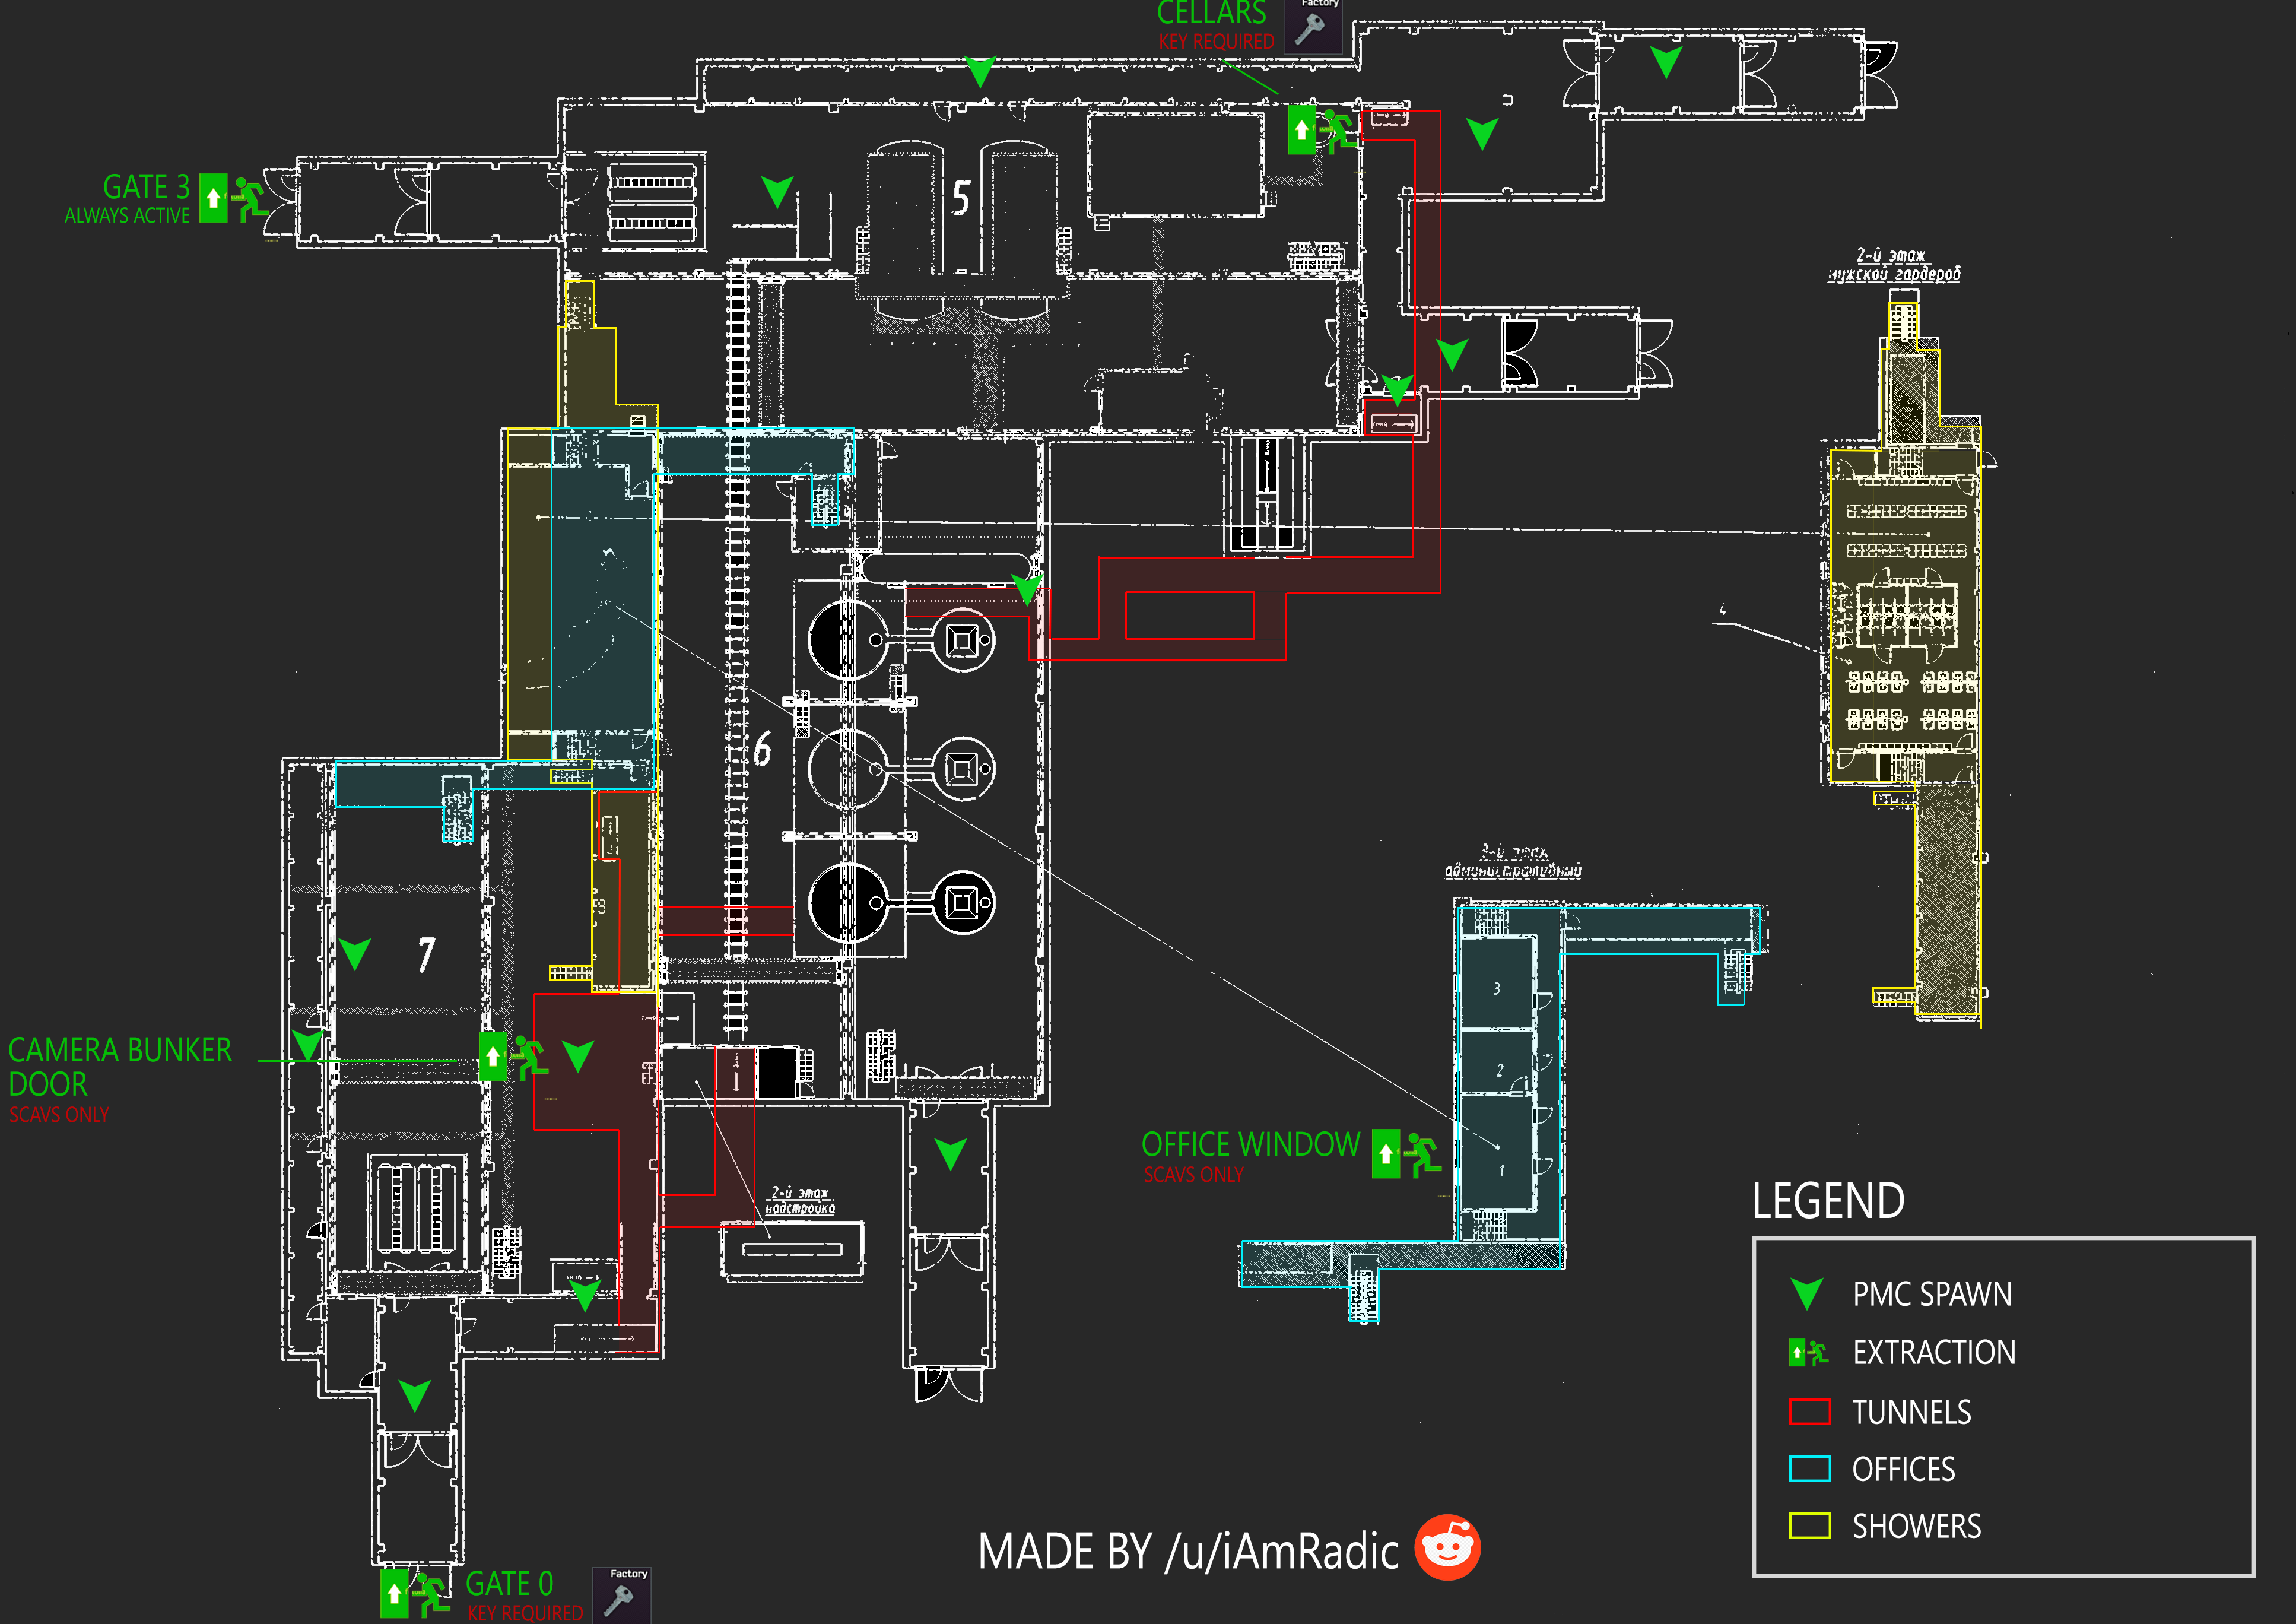 CELLARS
KEY REQUIRED
Factory
GATE 3
ALWAYS ACTIVE
5
2-й этаж
мужской гардероб
4
6
3-й этаж
административный
7
3
2
1
CAMERA BUNKER
DOOR
SCAVS ONLY
OFFICE WINDOW
SCAVS ONLY
2-й этаж
надстройка
LEGEND
PMC SPAWN
EXTRACTION
TUNNELS
OFFICES
SHOWERS
MADE BY /u/iAmRadic
GATE 0
KEY REQUIRED
Factory